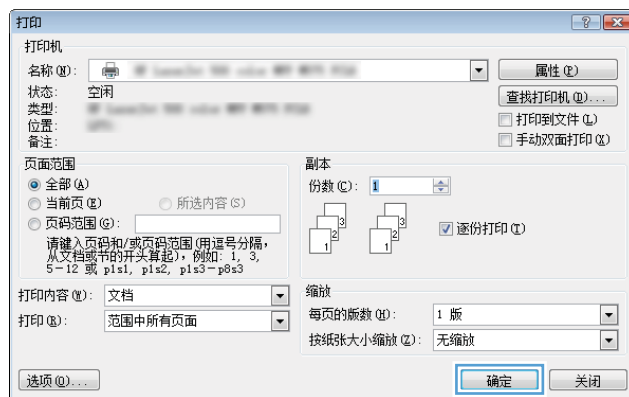 打印
打印机
名称(N):
属性(P)
状态: 空闲
查找打印机(D)...
类型:
位置:
打印到文件(L)
备注:
手动双面打印(X)
页面范围
全部(A)
当前页(E) 所选内容(S)
页码范围(G):
请键入页码和/或页码范围(用逗号分隔，
从文档或节的开头算起)，例如: 1, 3,
5-12 或 p1s1, p1s2, p1s3-p8s3
副本
份数(C): 1
1 2 3 1 2 3
逐份打印(T)
打印内容(W): 文档
打印(R): 范围中所有页面
缩放
每页的版数(H): 1 版
按纸张大小缩放(Z): 无缩放
选项(O)... 确定 关闭